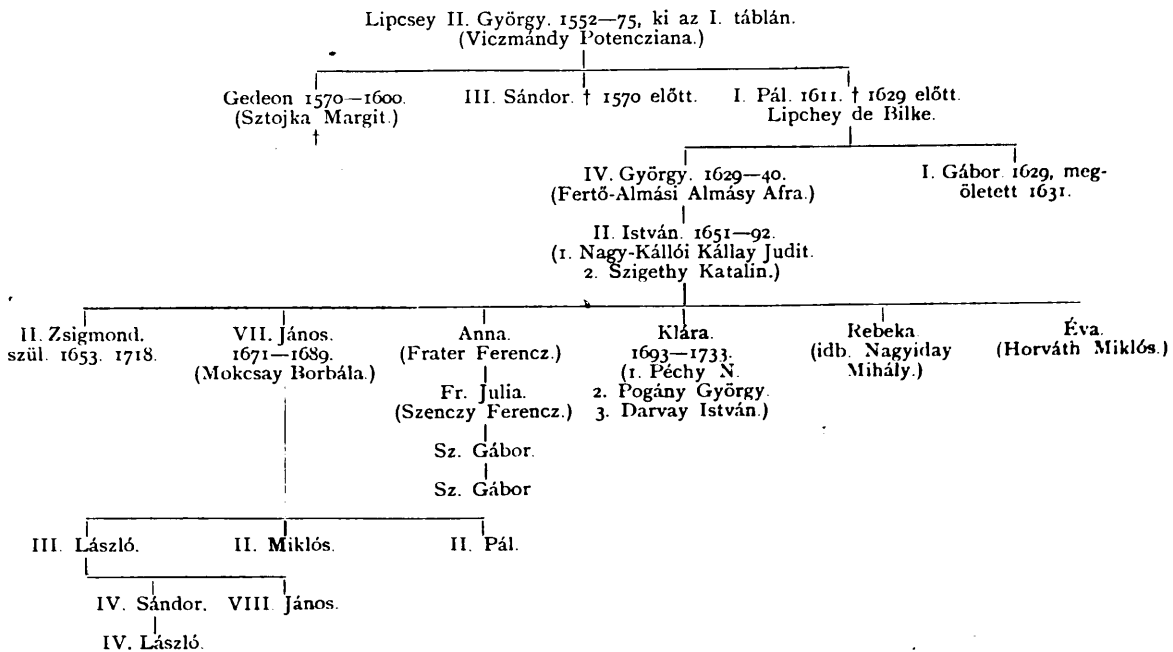 Lipcsey II. György. 1552—75, ki az I. táblán.
(Viczmándy Potencziana.)
Gedeon 1570—1600.
(Sztojka Margit.)
†
III. Sándor. † 1570 előtt.
I. Pál. 1611. † 1629 előtt.
Lipchey de Bilke.
IV. György. 1629—40.
(Fertő-Almási Almásy Afra.)
I. Gábor. 1629, meg-
öletett 1631.
II. István. 1651—92.
(1. Nagy-Kállói Kállay Judit.
2. Szigethy Katalin.)
II. Zsigmond.
szül. 1653. 1718.
VII. János.
1671—1689.
(Mokcsay Borbála.)
Anna.
(Frater Ferencz.)
Fr. Julia.
(Szenczy Ferencz.)
Sz. Gábor.
Sz. Gábor
Klára.
1693—1733.
(1. Péchy N.
2. Pogány György.
3. Darvay István.)
Rebeka.
(idb. Nagyiday
Mihály.)
Éva.
(Horváth Miklós.)
III. László.
II. Miklós.
II. Pál.
IV. Sándor.
VIII. János.
IV. László.